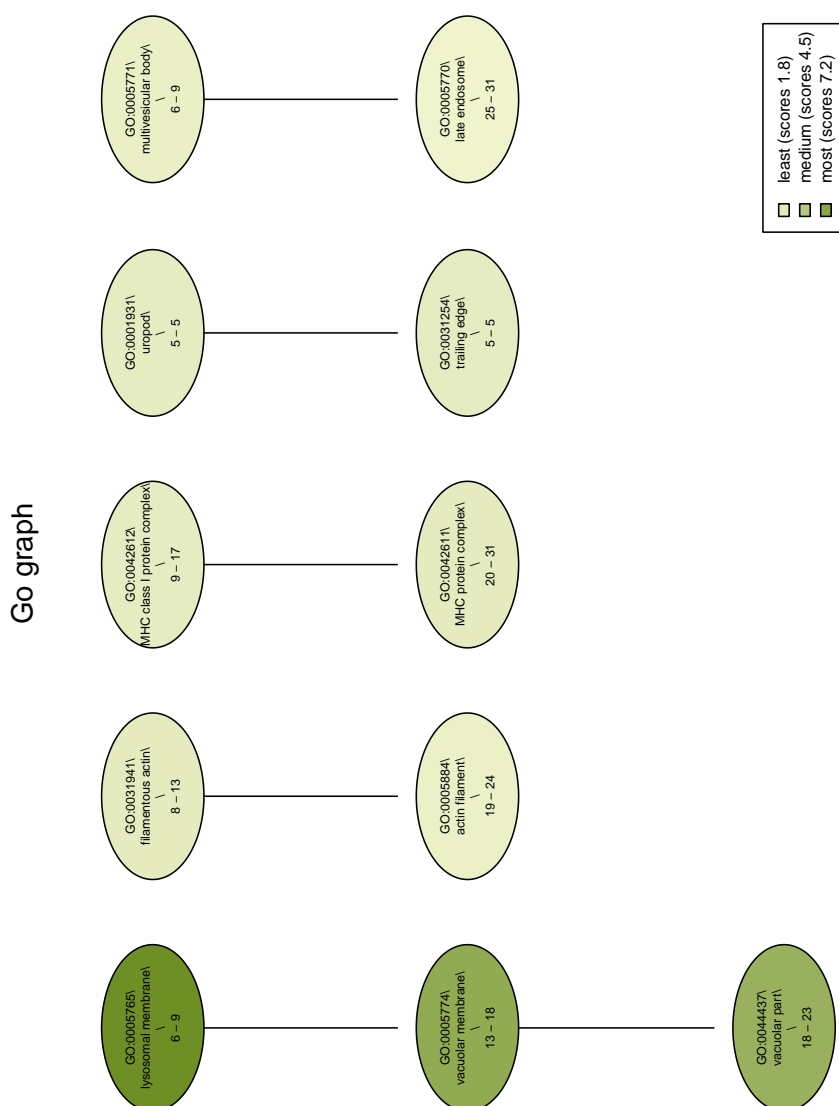 Go graph
GO:0005771\
multivesicular body\
\
6 – 9
GO:0005770\
late endosome\
\
25 – 31
GO:0001931\
uropod\
\
5 – 5
GO:0031254\
trailing edge\
\
5 – 5
GO:0042612\
MHC class I protein complex\
\
9 – 17
GO:0042611\
MHC protein complex\
\
20 – 31
GO:0031941\
filamentous actin\
\
8 – 13
GO:0005884\
actin filament\
\
19 – 24
GO:0005765\
lysosomal membrane\
\
6 – 9
GO:0005774\
vacuolar membrane\
\
13 – 18
GO:0044437\
vacuolar part\
\
18 – 23
least (scores 1.8)
medium (scores 4.5)
most (scores 7.2)